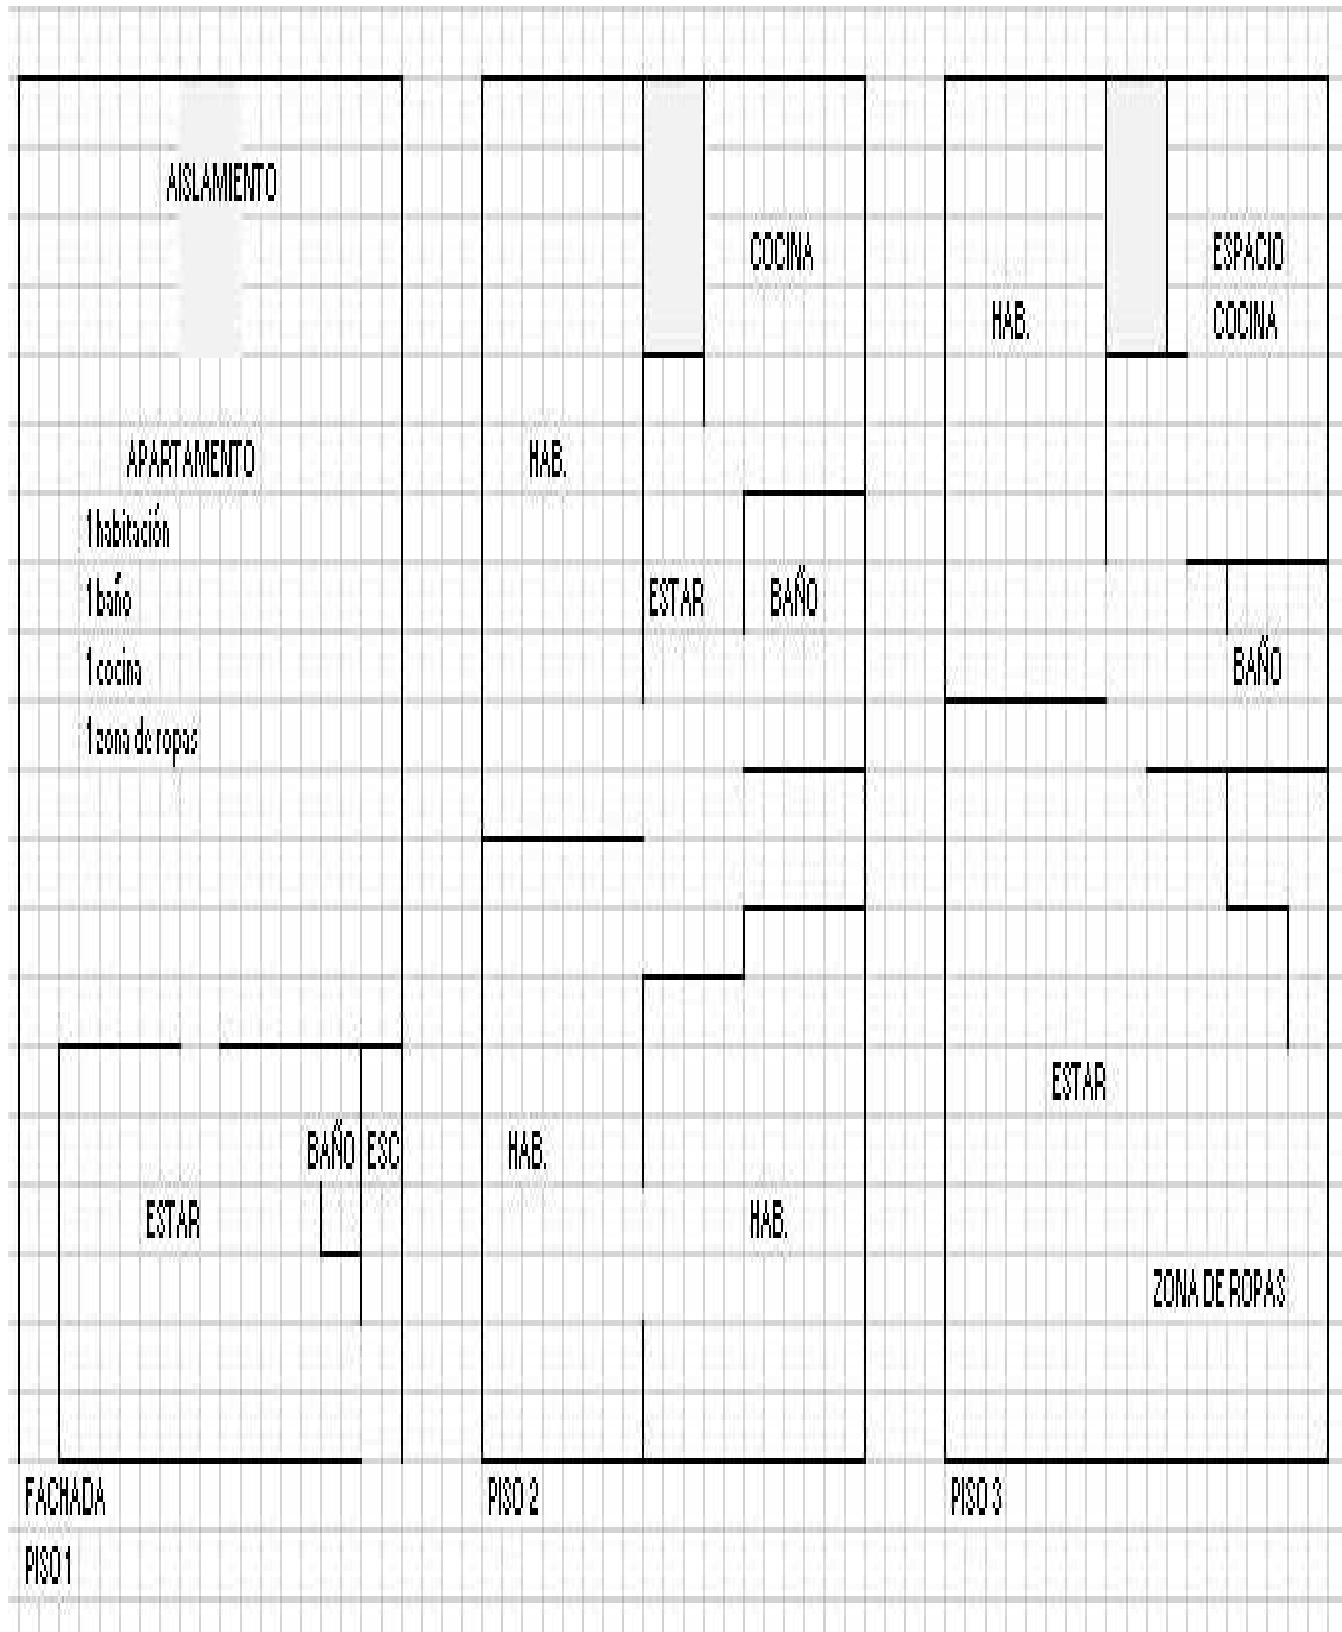 AISLAMIENTO
APARTAMENTO
1 habitación
1 baño
1 cocina
1 zona de ropas
BAÑO
ESC
ESTAR
FACHADA
PISO 1
COCINA
HAB.
ESTAR
BAÑO
HAB.
HAB.
PISO 2
ESPACIO
COCINA
HAB.
BAÑO
ESTAR
ZONA DE ROPAS
PISO 3